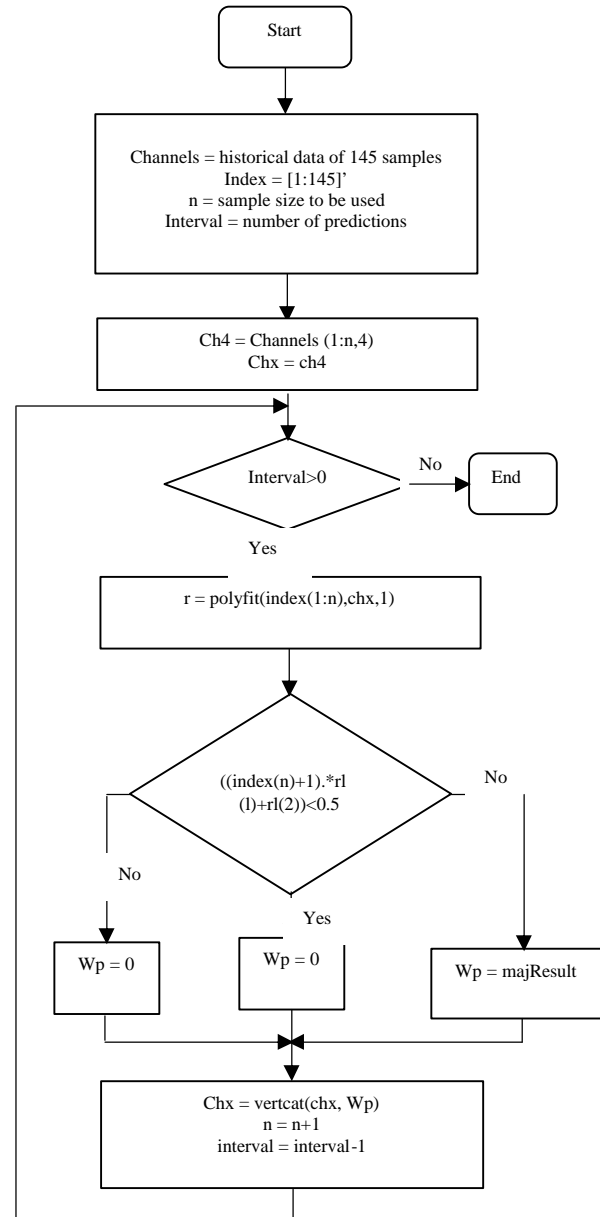 Start
Channels = historical data of 145 samples
Index = [1:145]’
n = sample size to be used
Interval = number of predictions
Ch4 = Channels (1:n,4)
Chx = ch4
Interval>0
No
End
Yes
r = polyfit(index(1:n),chx,1)
((index(n)+1).*rl
(l)+rl(2))<0.5
No
No
Yes
Wp = 0
Wp = 0
Wp = majResult
Chx = vertcat(chx, Wp)
n = n+1
interval = interval-1